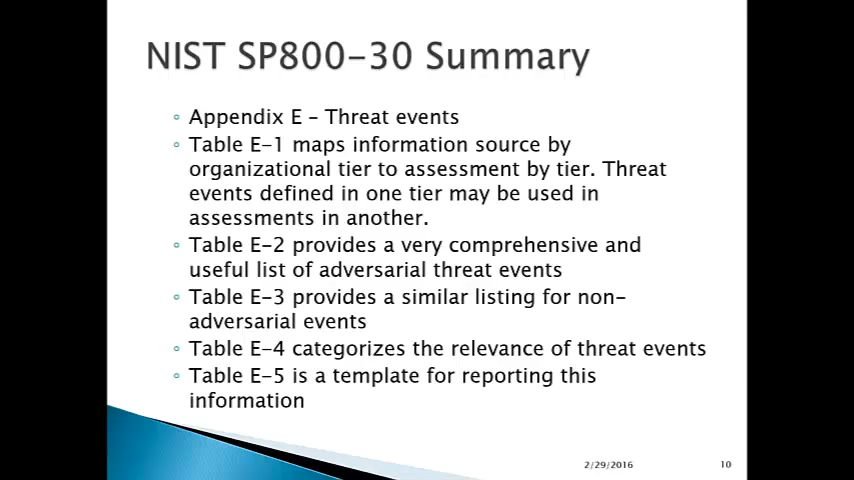 NIST SP800-30 Summary
◦ Appendix E – Threat events
◦ Table E-1 maps information source by
organizational tier to assessment by tier. Threat
events defined in one tier may be used in
assessments in another.
◦ Table E-2 provides a very comprehensive and
useful list of adversarial threat events
◦ Table E-3 provides a similar listing for non-
adversarial events
◦ Table E-4 categorizes the relevance of threat events
◦ Table E-5 is a template for reporting this
information
2/29/2016 10